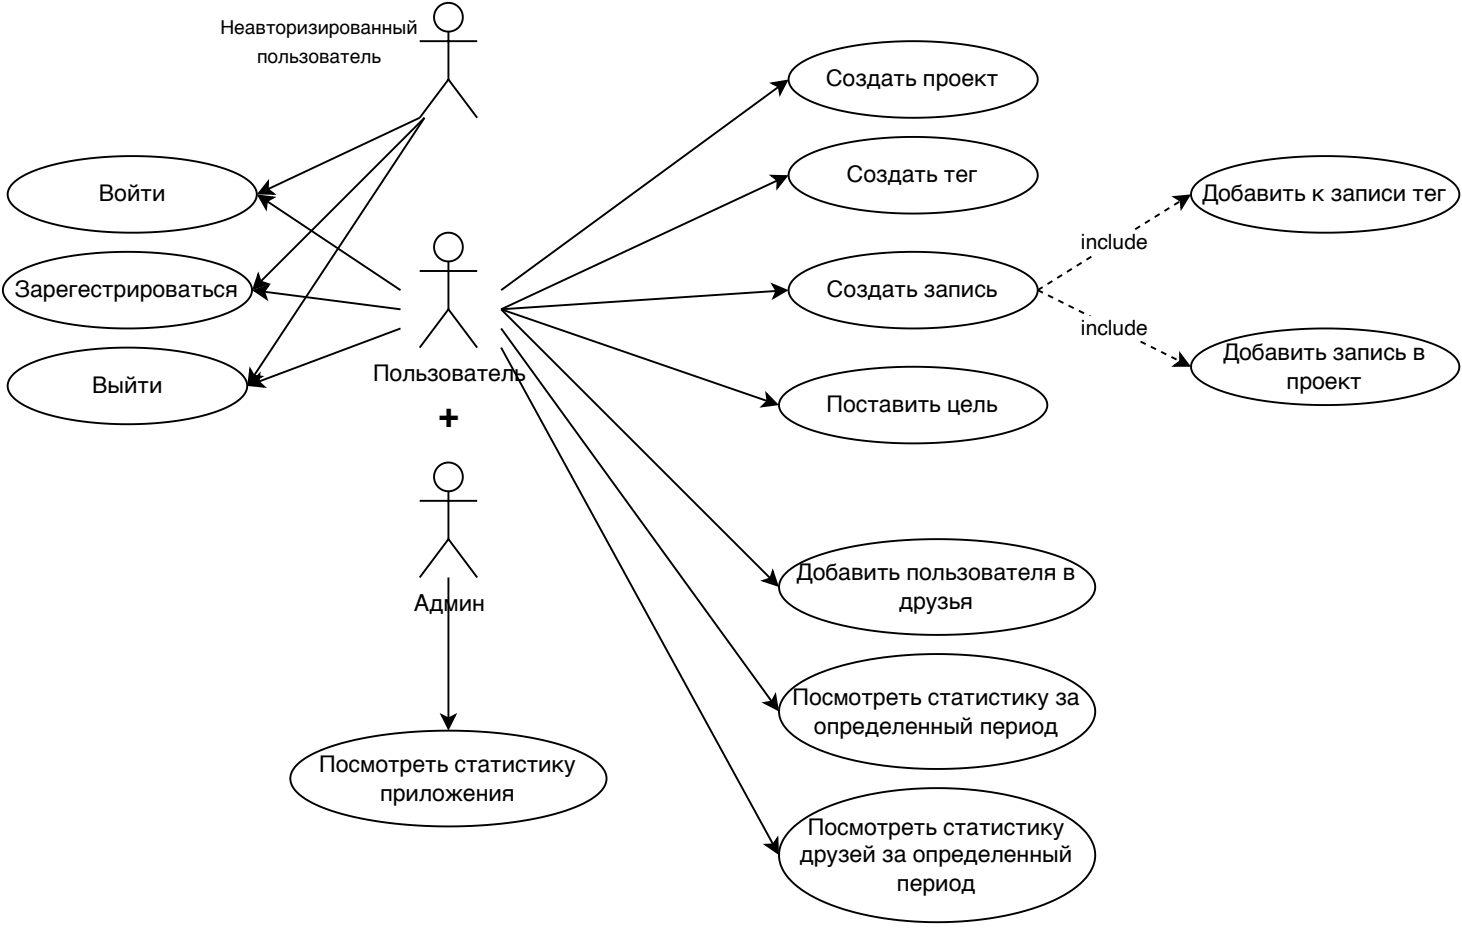 Неавторизированный
пользователь
Создать проект
Создать тег
Войти
Добавить к записи тег
include
Зарегестрироваться
Создать запись
include
Добавить запись в
проект
Выйти
Пользователь
Поставить цель
+
Добавить пользователя в
друзья
Админ
Посмотреть статистику за
определенный период
Посмотреть статистику
приложения
Посмотреть статистику
друзей за определенный
период